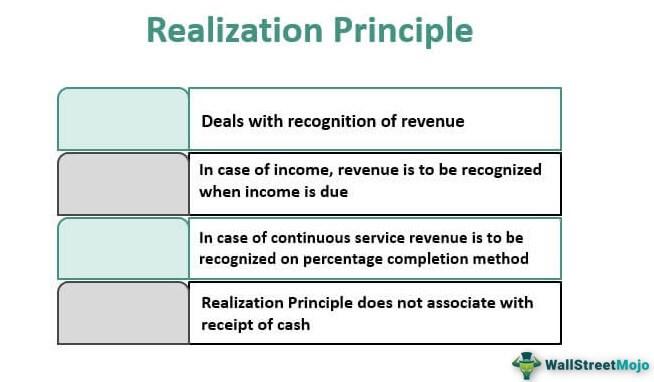 Realization Principle
Deals with recognition of revenue
In case of income, revenue is to be recognized
when income is due
In case of continuous service revenue is to be
recognized on percentage completion method
Realization Principle does not associate with
receipt of cash
WallStreetMojo